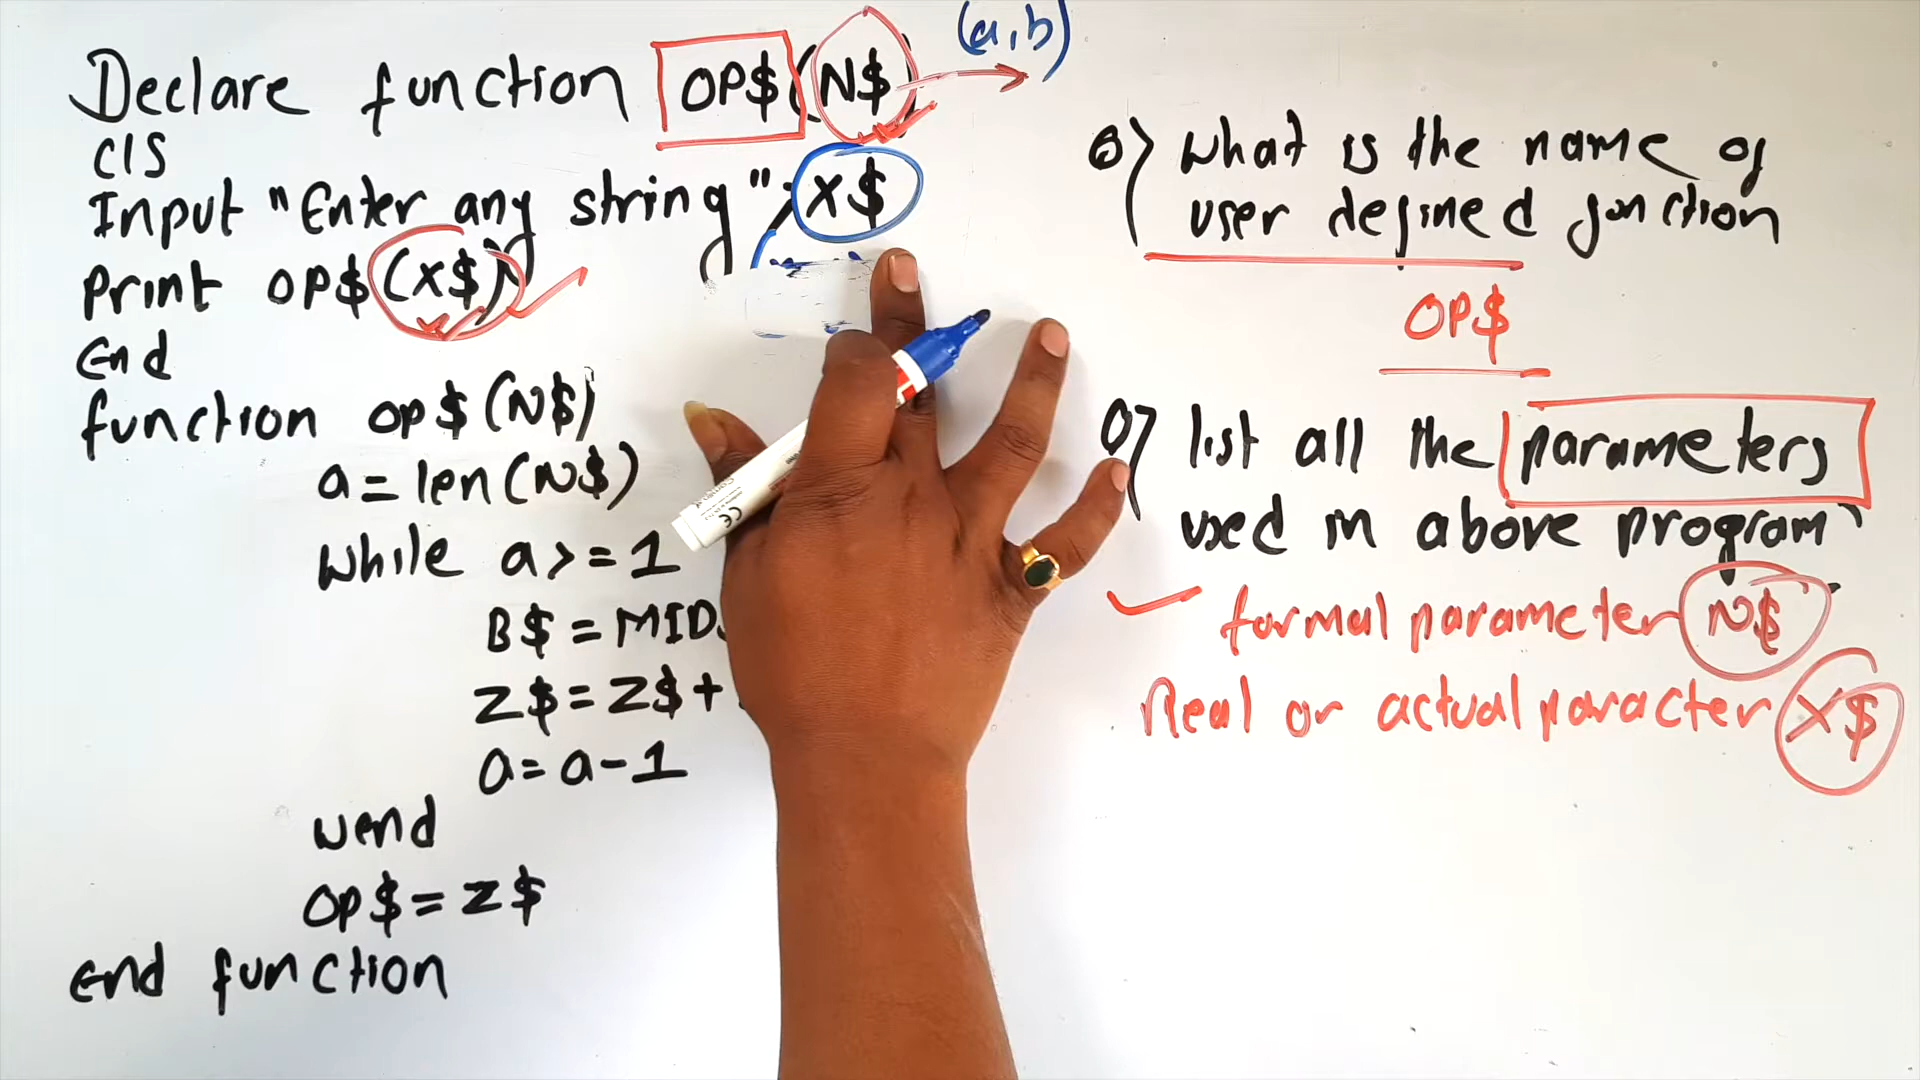 Declare function OP$(N$) (a,b)
ClS
Input "Enter any string"; X$
Print OP$(X$)
End
function OP$(N$)
a=len(N$)
While a>=1
B$=MID
Z$=Z$+
a=a-1
wend
OP$=Z$
End function
Q) What is the name of
user defined function
OP$
Q) list all the parameters
used in above program
formal parameter N$
Real or actual paracter X$